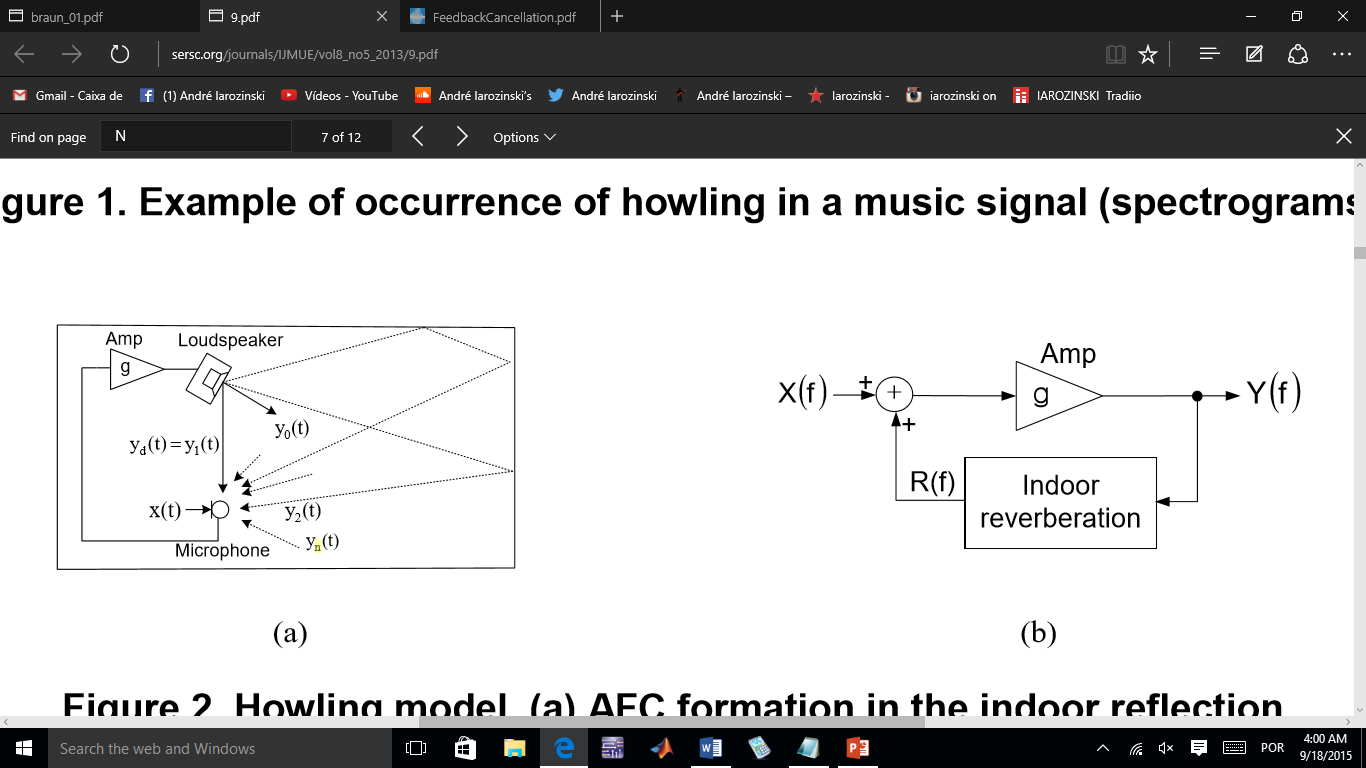 braun_01.pdf
9.pdf
FeedbackCancellation.pdf
sersc.org/journals/IJMUE/vol8_no5_2013/9.pdf
Gmail - Caixa de
(1) André Iarozinski
Vídeos - YouTube
André Iarozinski's
André Iarozinski
André Iarozinski –
Iarozinski -
iarozinski on
IAROZINSKI Tradiio
Find on page
N
7 of 12
Options
gure 1. Example of occurrence of howling in a music signal (spectrograms
Amp
Loudspeaker
g
y0(t)
yd(t)=y1(t)
x(t)
y2(t)
yn(t)
Microphone
(a)
Amp
X(f)
+
+
g
Y(f)
+
R(f)
Indoor
reverberation
(b)
Figure 2. Howling model, (a) AFC formation in the indoor reflection
Search the web and Windows
POR
4:00 AM
9/18/2015